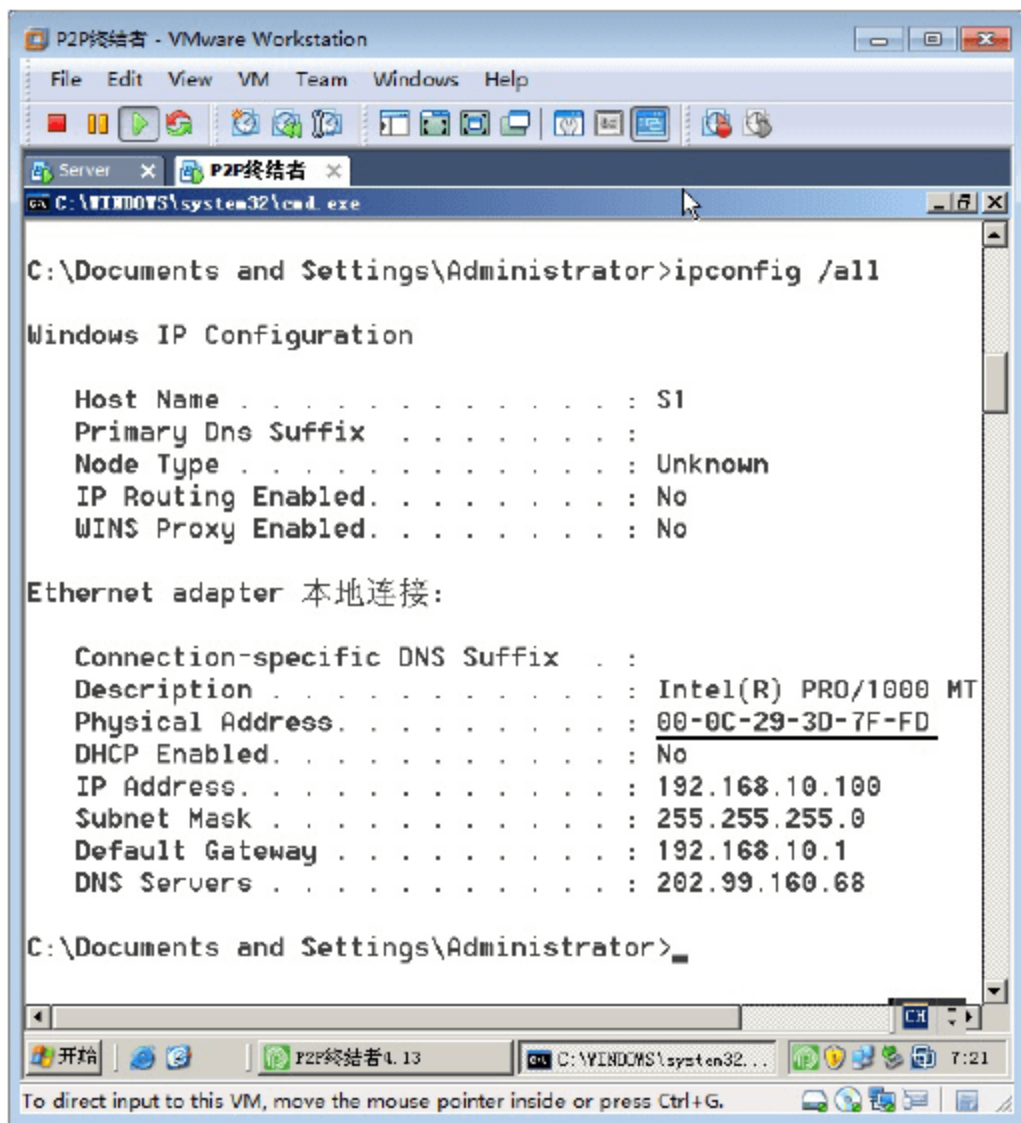 P2P终结者 - VMware Workstation
File Edit View VM Team Windows Help
Server P2P终结者
C:\WINDOWS\system32\cmd.exe
C:\Documents and Settings\Administrator>ipconfig /all
Windows IP Configuration
Host Name . . . . . . . . . . . . : S1
Primary Dns Suffix . . . . . . . :
Node Type . . . . . . . . . . . . : Unknown
IP Routing Enabled. . . . . . . . : No
WINS Proxy Enabled. . . . . . . . : No
Ethernet adapter 本地连接:
Connection-specific DNS Suffix . :
Description . . . . . . . . . . . : Intel(R) PRO/1000 MT
Physical Address. . . . . . . . . : 00-0C-29-3D-7F-FD
DHCP Enabled. . . . . . . . . . . : No
IP Address. . . . . . . . . . . . : 192.168.10.100
Subnet Mask . . . . . . . . . . . : 255.255.255.0
Default Gateway . . . . . . . . . : 192.168.10.1
DNS Servers . . . . . . . . . . . : 202.99.160.68
C:\Documents and Settings\Administrator>_
CH
开始 P2P终结者4.13 C:\WINDOWS\system32... 7:21
To direct input to this VM, move the mouse pointer inside or press Ctrl+G.